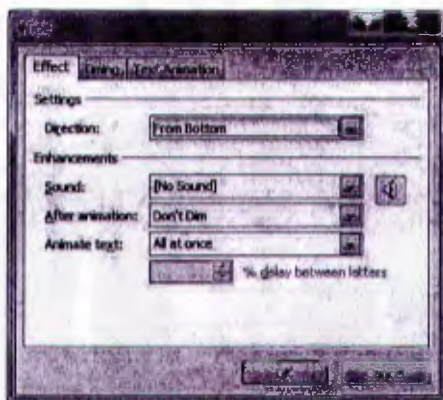 Effect Timing Text Animation
Settings
Direction: From Bottom
Enhancements
Sound: [No Sound]
After animation: Don't Dim
Animate text: All at once
% delay between letters